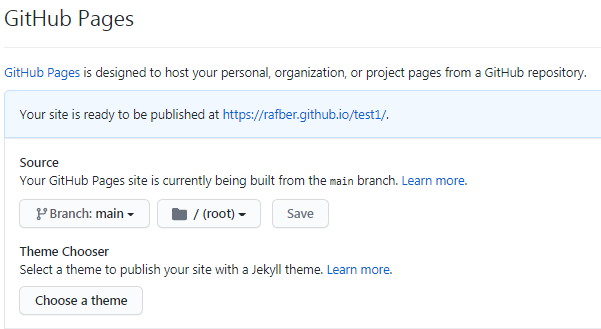 GitHub Pages
GitHub Pages is designed to host your personal, organization, or project pages from a GitHub repository.
Your site is ready to be published at https://rafber.github.io/test1/.
Source
Your GitHub Pages site is currently being built from the main branch. Learn more.
Branch: main / (root) Save
Theme Chooser
Select a theme to publish your site with a Jekyll theme. Learn more.
Choose a theme